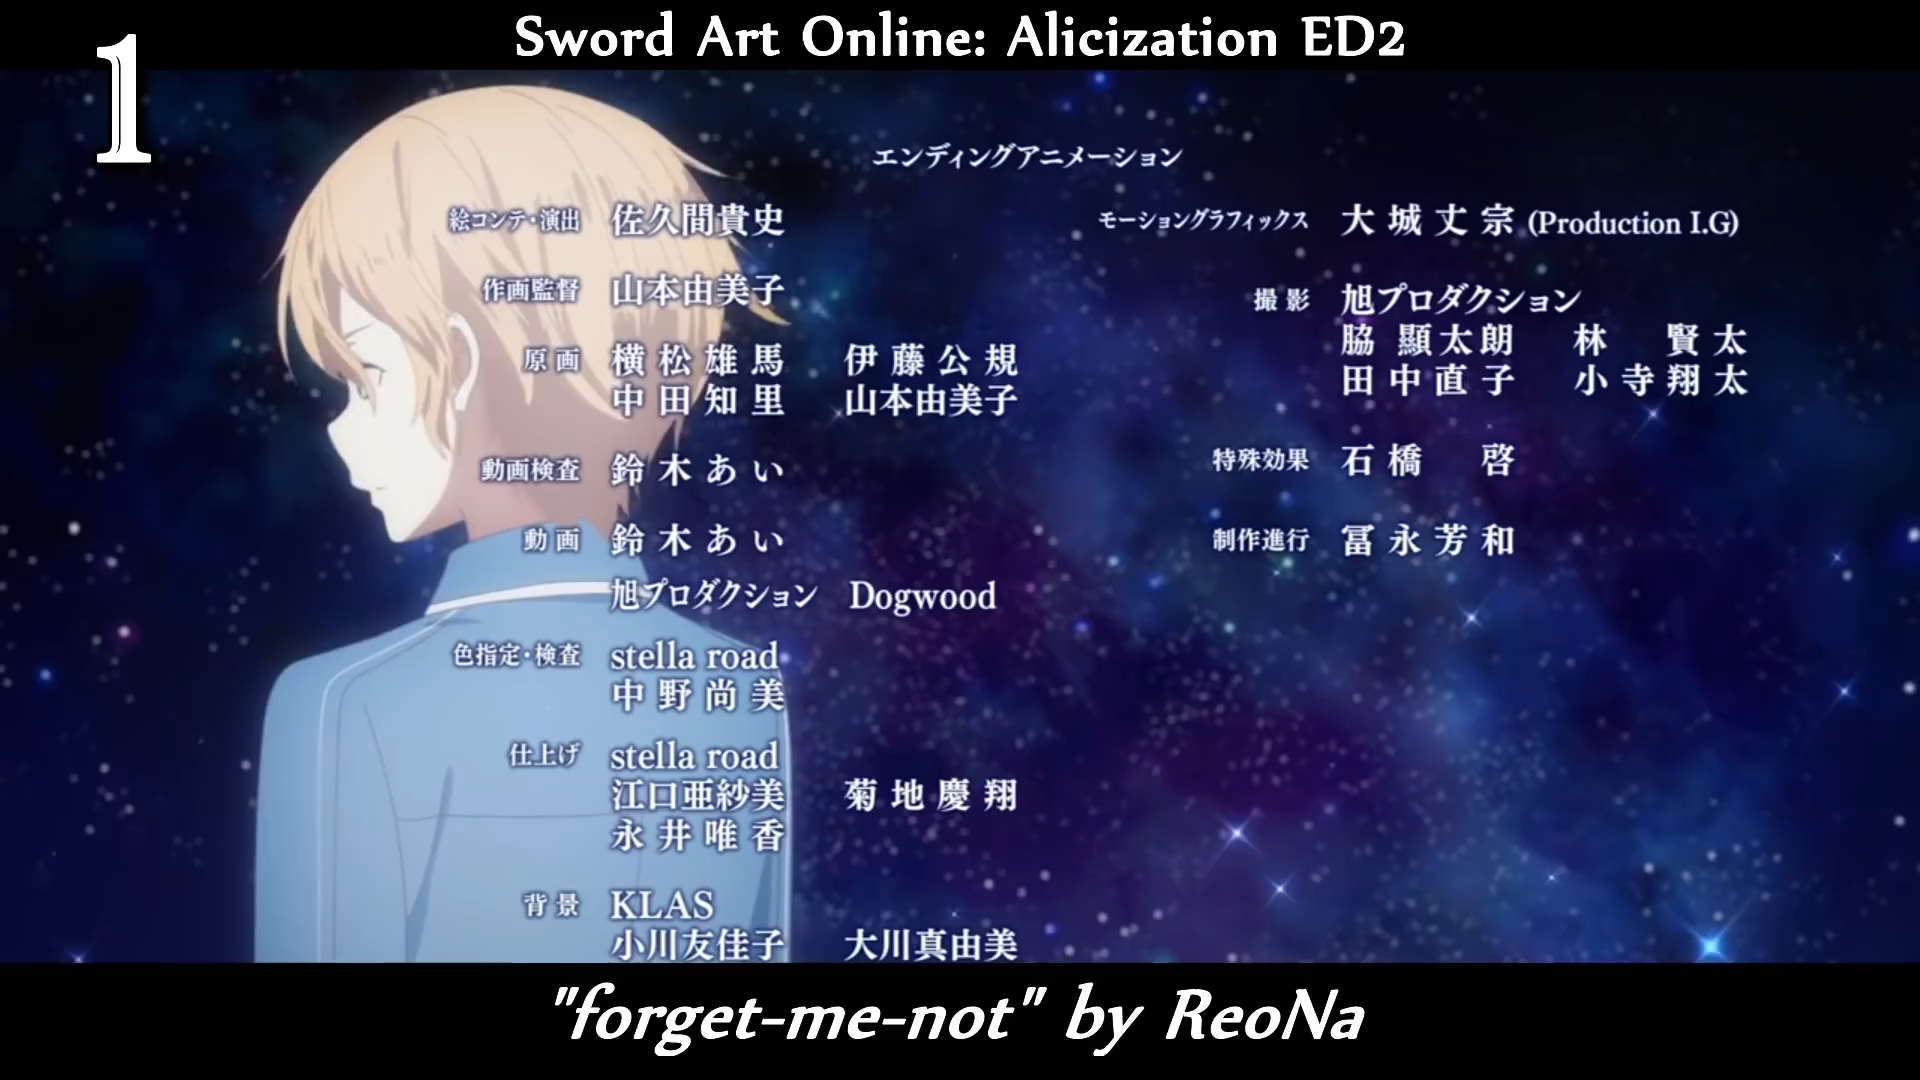 Sword Art Online: Alicization ED2
1
エンディングアニメーション
絵コンテ・演出 佐久間貴史
作画監督 山本由美子
原画 横松雄馬 伊藤公規
中田知里 山本由美子
動画検査 鈴木あい
動画 鈴木あい
旭プロダクション Dogwood
色指定・検査 stella road
中野尚美
仕上げ stella road
江口亜紗美 菊地慶翔
永井唯香
背景 KLAS
小川友佳子 大川真由美
モーショングラフィックス 大城丈宗 (Production I.G)
撮影 旭プロダクション
脇顯太朗 林賢太
田中直子 小寺翔太
特殊効果 石橋啓
制作進行 冨永芳和
"forget-me-not" by ReoNa